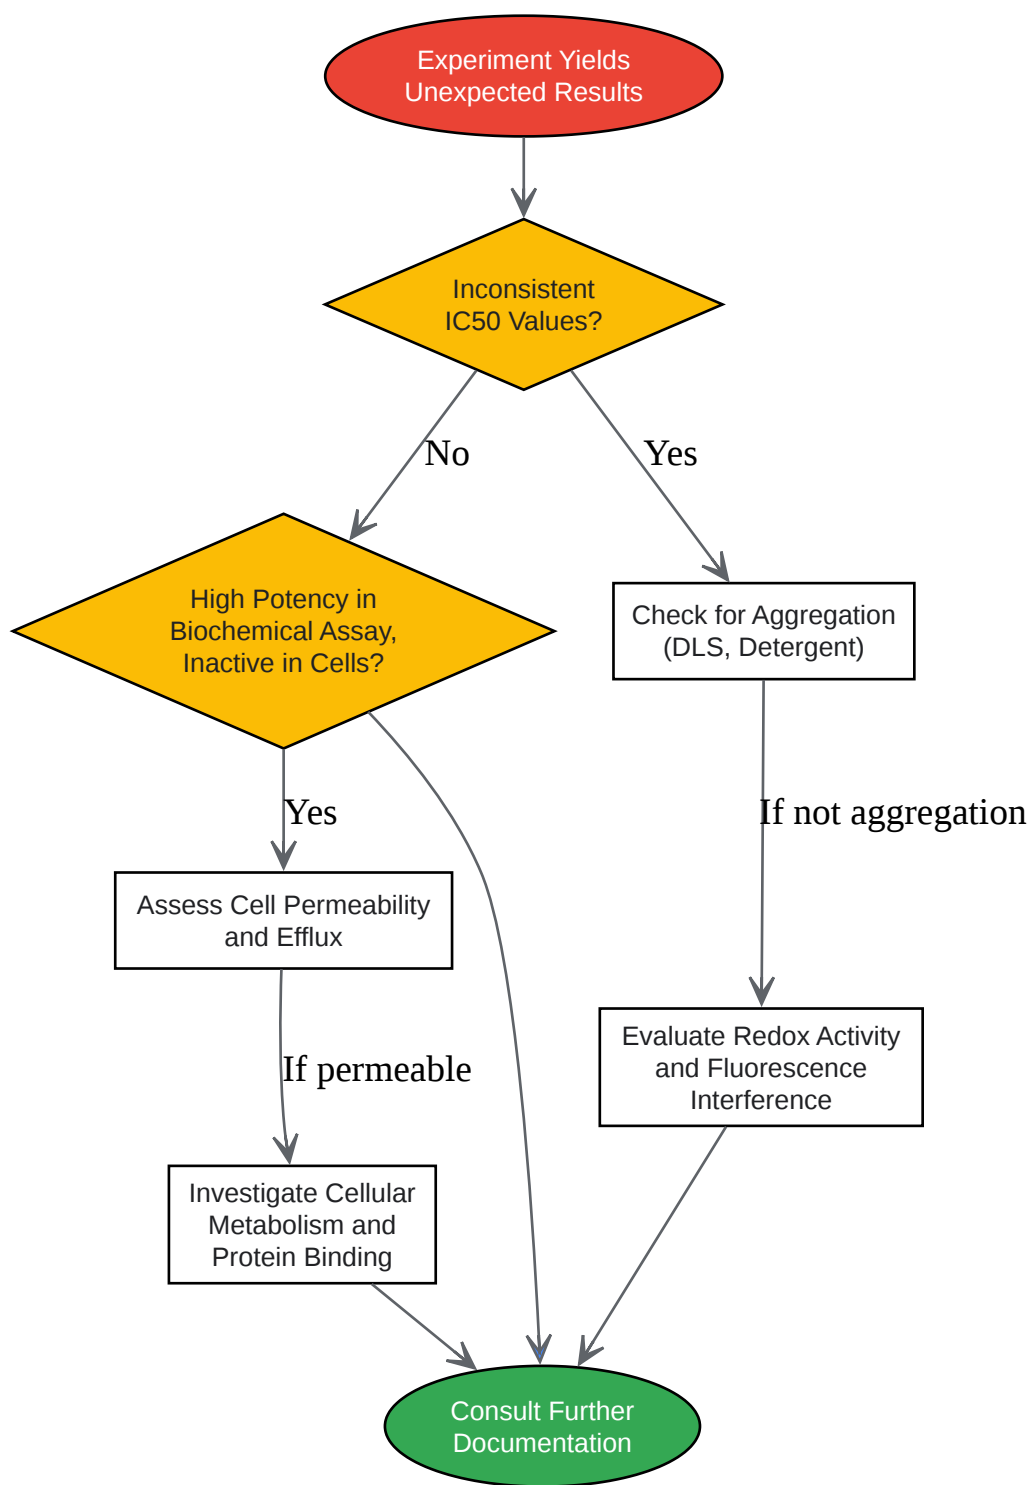 Experiment Yields
Unexpected Results
Inconsistent
IC50 Values?
No
Yes
High Potency in
Biochemical Assay,
Inactive in Cells?
Check for Aggregation
(DLS, Detergent)
Yes
If not aggregation
Assess Cell Permeability
and Efflux
Evaluate Redox Activity
and Fluorescence
Interference
If permeable
Investigate Cellular
Metabolism and
Protein Binding
Consult Further
Documentation